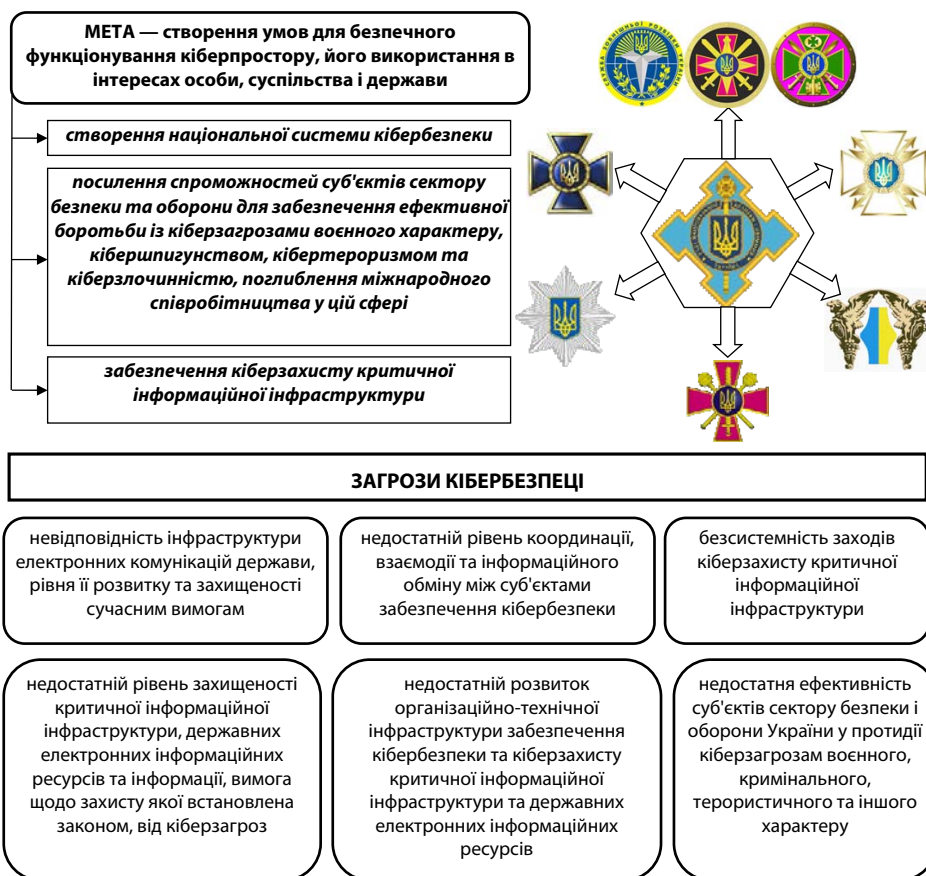 МЕТА — створення умов для безпечного
функціонування кіберпростору, його використання в
інтересах особи, суспільства і держави
створення національної системи кібербезпеки
посилення спроможностей суб'єктів сектору
безпеки та оборони для забезпечення ефективної
боротьби із кіберзагрозами воєнного характеру,
кібершпигунством, кібертероризмом та
кіберзлочинністю, поглиблення міжнародного
співробітництва у цій сфері
забезпечення кіберзахисту критичної
інформаційної інфраструктури
СЛУЖБА ЗОВНІШНЬОЇ РОЗВІДКИ УКРАЇНИ
ЗАГРОЗИ КІБЕРБЕЗПЕЦІ
невідповідність інфраструктури
електронних комунікацій держави,
рівня її розвитку та захищеності
сучасним вимогам
недостатній рівень координації,
взаємодії та інформаційного
обміну між суб'єктами
забезпечення кібербезпеки
безсистемність заходів
кіберзахисту критичної
інформаційної
інфраструктури
недостатній рівень захищеності
критичної інформаційної
інфраструктури, державних
електронних інформаційних
ресурсів та інформації, вимога
щодо захисту якої встановлена
законом, від кіберзагроз
недостатній розвиток
організаційно-технічної
інфраструктури забезпечення
кібербезпеки та кіберзахисту
критичної інформаційної
інфраструктури та державних
електронних інформаційних
ресурсів
недостатня ефективність
суб'єктів сектору безпеки і
оборони України у протидії
кіберзагрозам воєнного,
кримінального,
терористичного та іншого
характеру